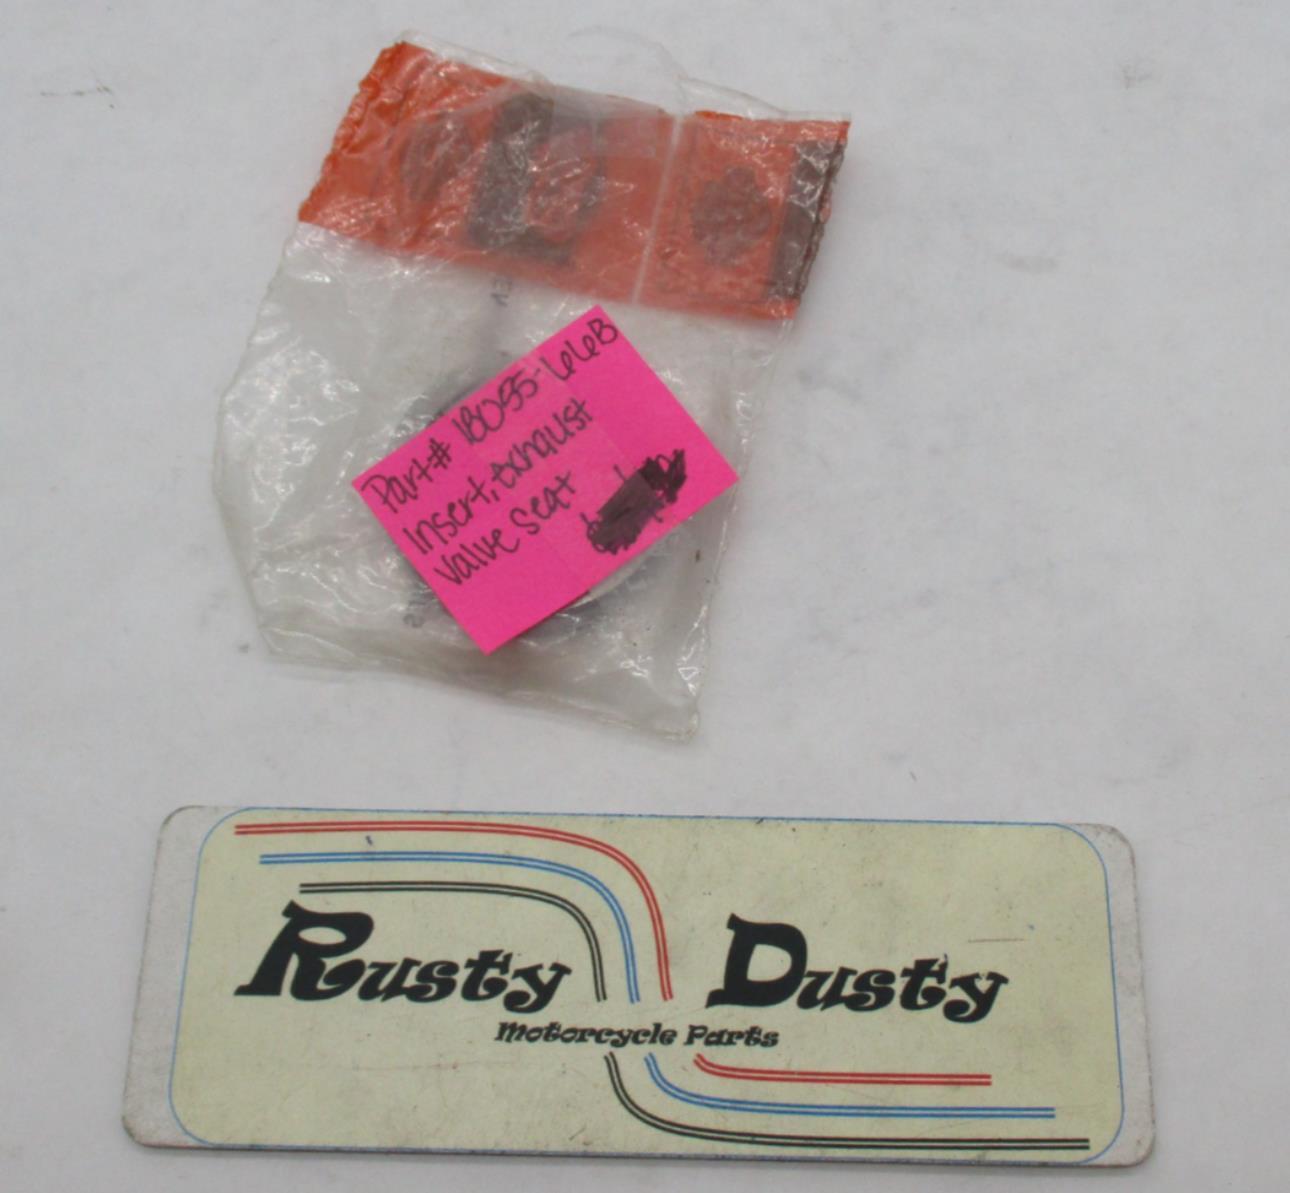 Part# 18055-66B
Insert, Exhaust
Valve Seat
Rusty Dusty
Motorcycle Parts